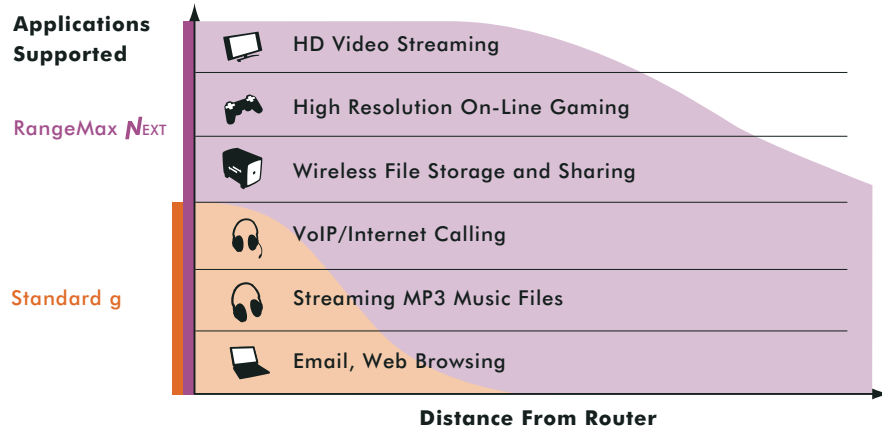 Applications
Supported
HD Video Streaming
High Resolution On-Line Gaming
RangeMax NEXT
Wireless File Storage and Sharing
VoIP/Internet Calling
Standard g
Streaming MP3 Music Files
Email, Web Browsing
Distance From Router